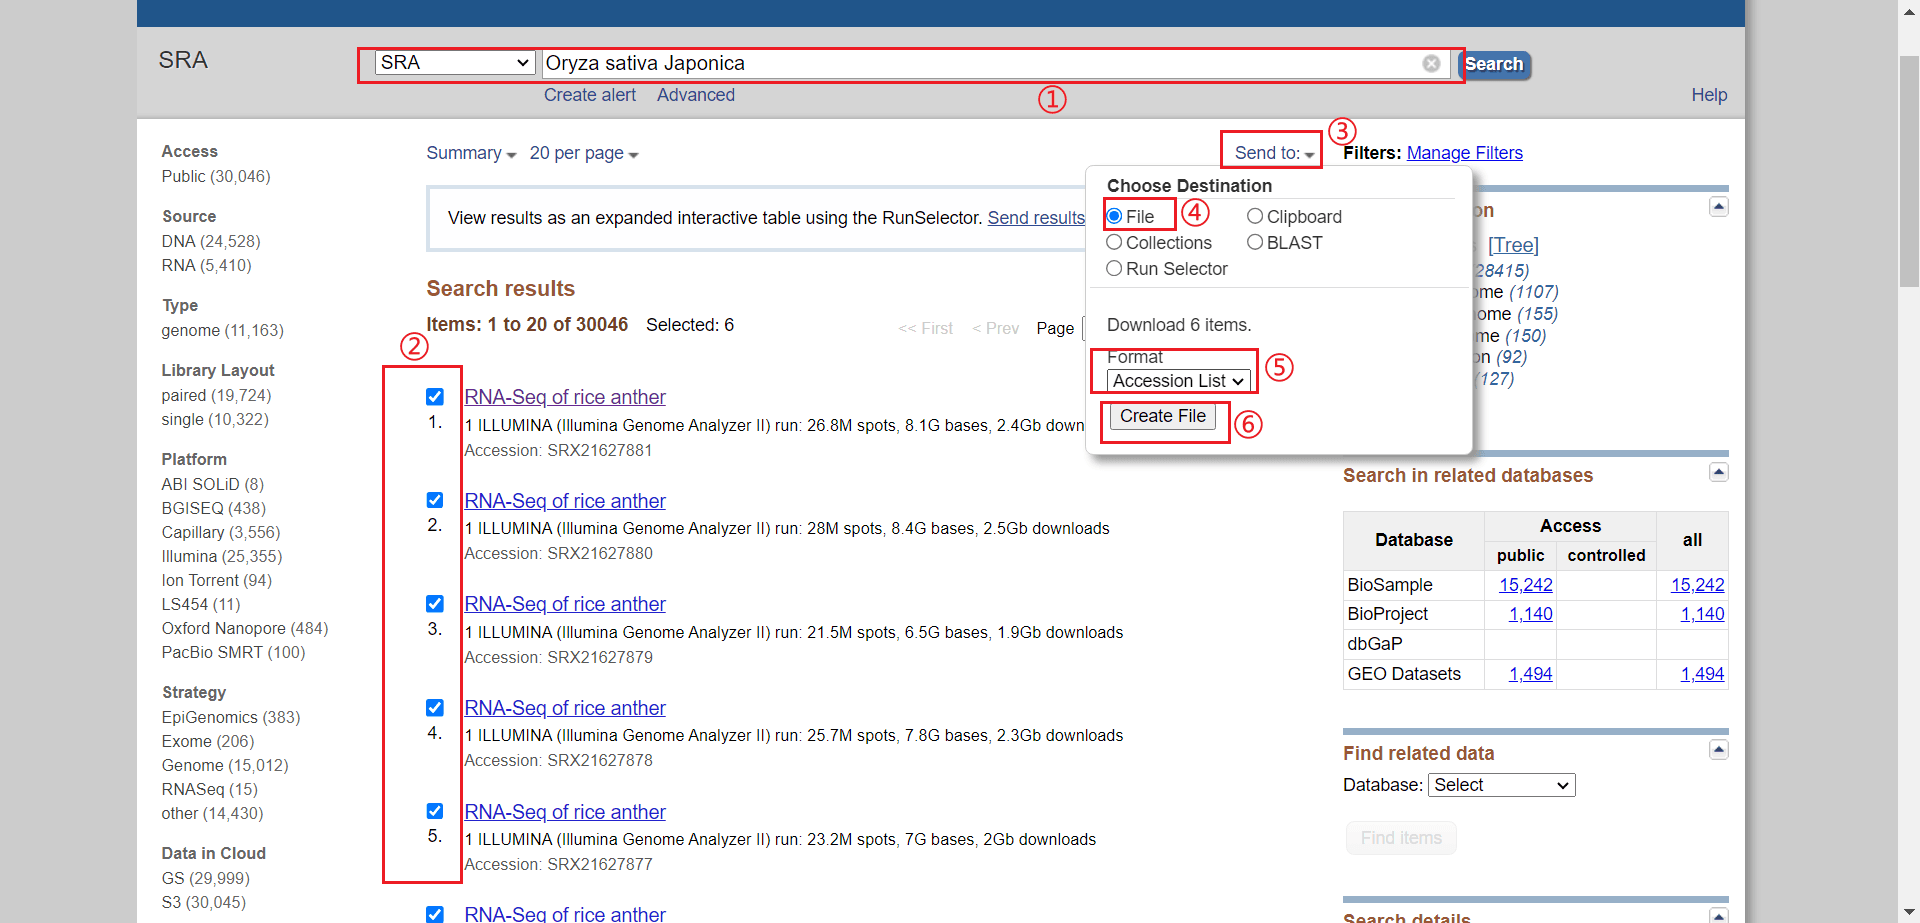 SRA
SRA
Oryza sativa Japonica
Search
Create alert
Advanced
①
Help
Access
Public (30,046)
Source
DNA (24,528)
RNA (5,410)
Type
genome (11,163)
Library Layout
paired (19,724)
single (10,322)
Platform
ABI SOLiD (8)
BGISEQ (438)
Capillary (3,556)
Illumina (25,355)
Ion Torrent (94)
LS454 (11)
Oxford Nanopore (484)
PacBio SMRT (100)
Strategy
EpiGenomics (383)
Exome (206)
Genome (15,012)
RNASeq (15)
other (14,430)
Data in Cloud
GS (29,999)
S3 (30,045)
Summary
20 per page
View results as an expanded interactive table using the RunSelector. Send results
Search results
Items: 1 to 20 of 30046
Selected: 6
<< First
< Prev
Page
②
RNA-Seq of rice anther
1.
1 ILLUMINA (Illumina Genome Analyzer II) run: 26.8M spots, 8.1G bases, 2.4Gb down
Accession: SRX21627881
RNA-Seq of rice anther
2.
1 ILLUMINA (Illumina Genome Analyzer II) run: 28M spots, 8.4G bases, 2.5Gb downloads
Accession: SRX21627880
RNA-Seq of rice anther
3.
1 ILLUMINA (Illumina Genome Analyzer II) run: 21.5M spots, 6.5G bases, 1.9Gb downloads
Accession: SRX21627879
RNA-Seq of rice anther
4.
1 ILLUMINA (Illumina Genome Analyzer II) run: 25.7M spots, 7.8G bases, 2.3Gb downloads
Accession: SRX21627878
RNA-Seq of rice anther
5.
1 ILLUMINA (Illumina Genome Analyzer II) run: 23.2M spots, 7G bases, 2Gb downloads
Accession: SRX21627877
RNA-Seq of rice anther
Send to:
③
Choose Destination
File
④
Clipboard
Collections
BLAST
Run Selector
Download 6 items.
Format
Accession List
⑤
Create File
⑥
Filters: Manage Filters
on
[Tree]
28415)
ome (1107)
ome (155)
me (150)
on (92)
(127)
Search in related databases
Database
Access
all
public
controlled
BioSample 15,242 15,242
BioProject 1,140 1,140
dbGaP
GEO Datasets 1,494 1,494
Find related data
Database: Select
Find items
Search details